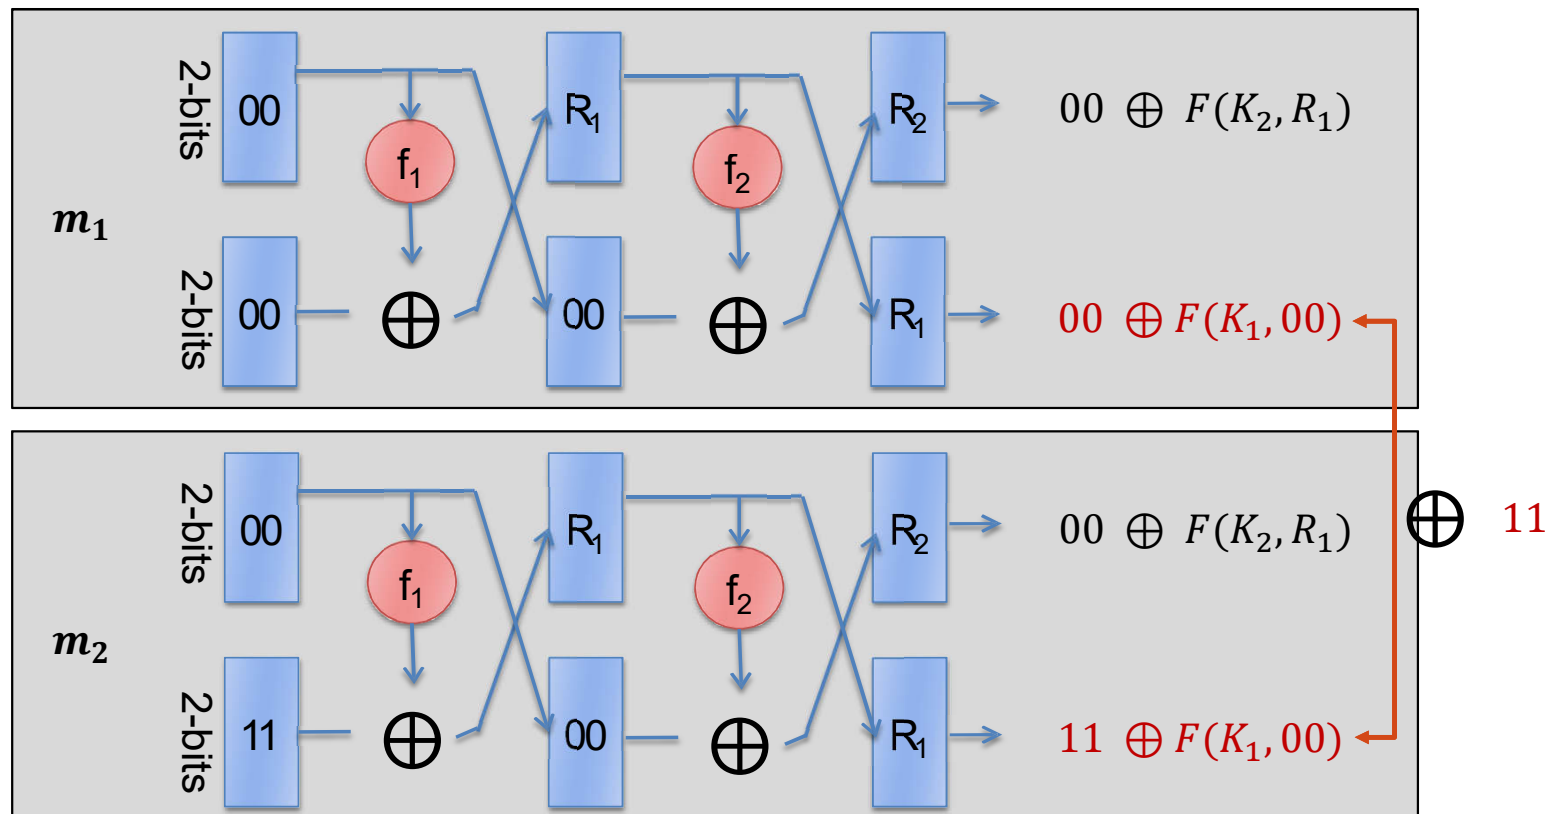 2-bits 00 R₁ R₂ 00 ⊕ F(K₂, R₁)
f₁ f₂
m₁
2-bits 00 ⊕ 00 ⊕ R₁ 00 ⊕ F(K₁, 00)
2-bits 00 R₁ R₂ 00 ⊕ F(K₂, R₁) ⊕ 11
f₁ f₂
m₂
2-bits 11 ⊕ 00 ⊕ R₁ 11 ⊕ F(K₁, 00)